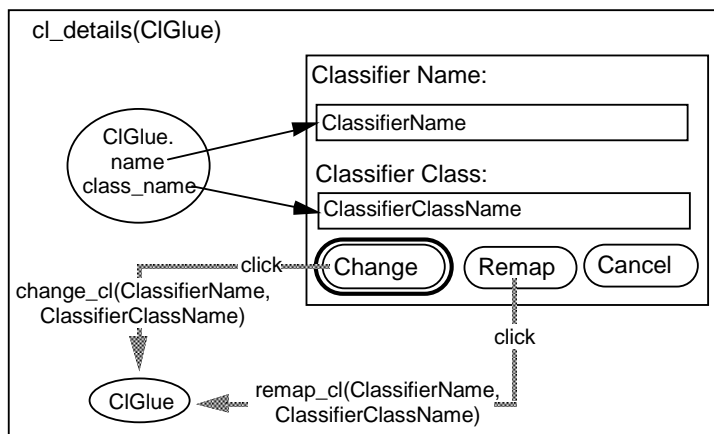 cl_details(ClGlue)
Classifier Name:
ClassifierName
ClGlue.
name
class_name
Classifier Class:
ClassifierClassName
click
Change
Remap
Cancel
change_cl(ClassifierName,
ClassifierClassName)
click
ClGlue
remap_cl(ClassifierName,
ClassifierClassName)